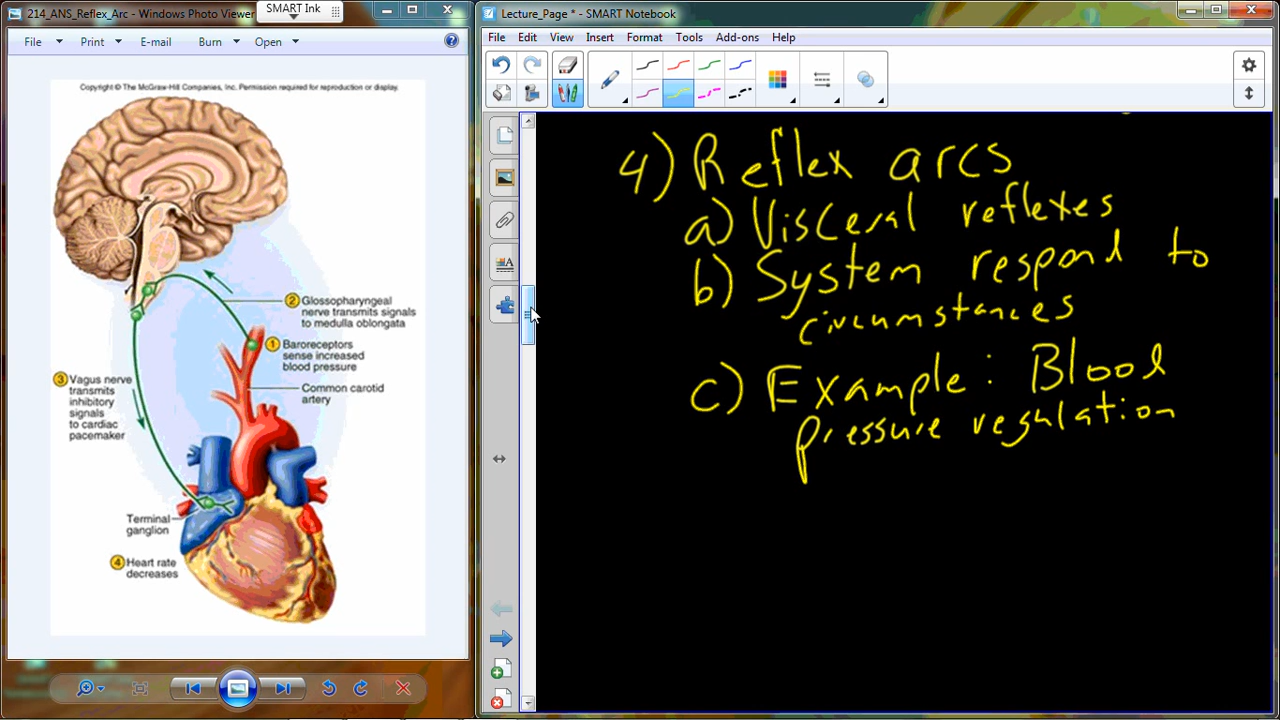 214_ANS_Reflex_Arc - Windows Photo Viewer
SMART Ink
File Print E-mail Burn Open
Copyright © The McGraw-Hill Companies, Inc. Permission required for reproduction or display.
2 Glossopharyngeal
nerve transmits signals
to medulla oblongata
1 Baroreceptors
sense increased
blood pressure
Common carotid
artery
3 Vagus nerve
transmits
inhibitory
signals
to cardiac
pacemaker
Terminal
ganglion
4 Heart rate
decreases
Lecture_Page * - SMART Notebook
File Edit View Insert Format Tools Add-ons Help
4) Reflex arcs
a) Visceral reflexes
b) System respond to
circumstances
c) Example: Blood
pressure regulation